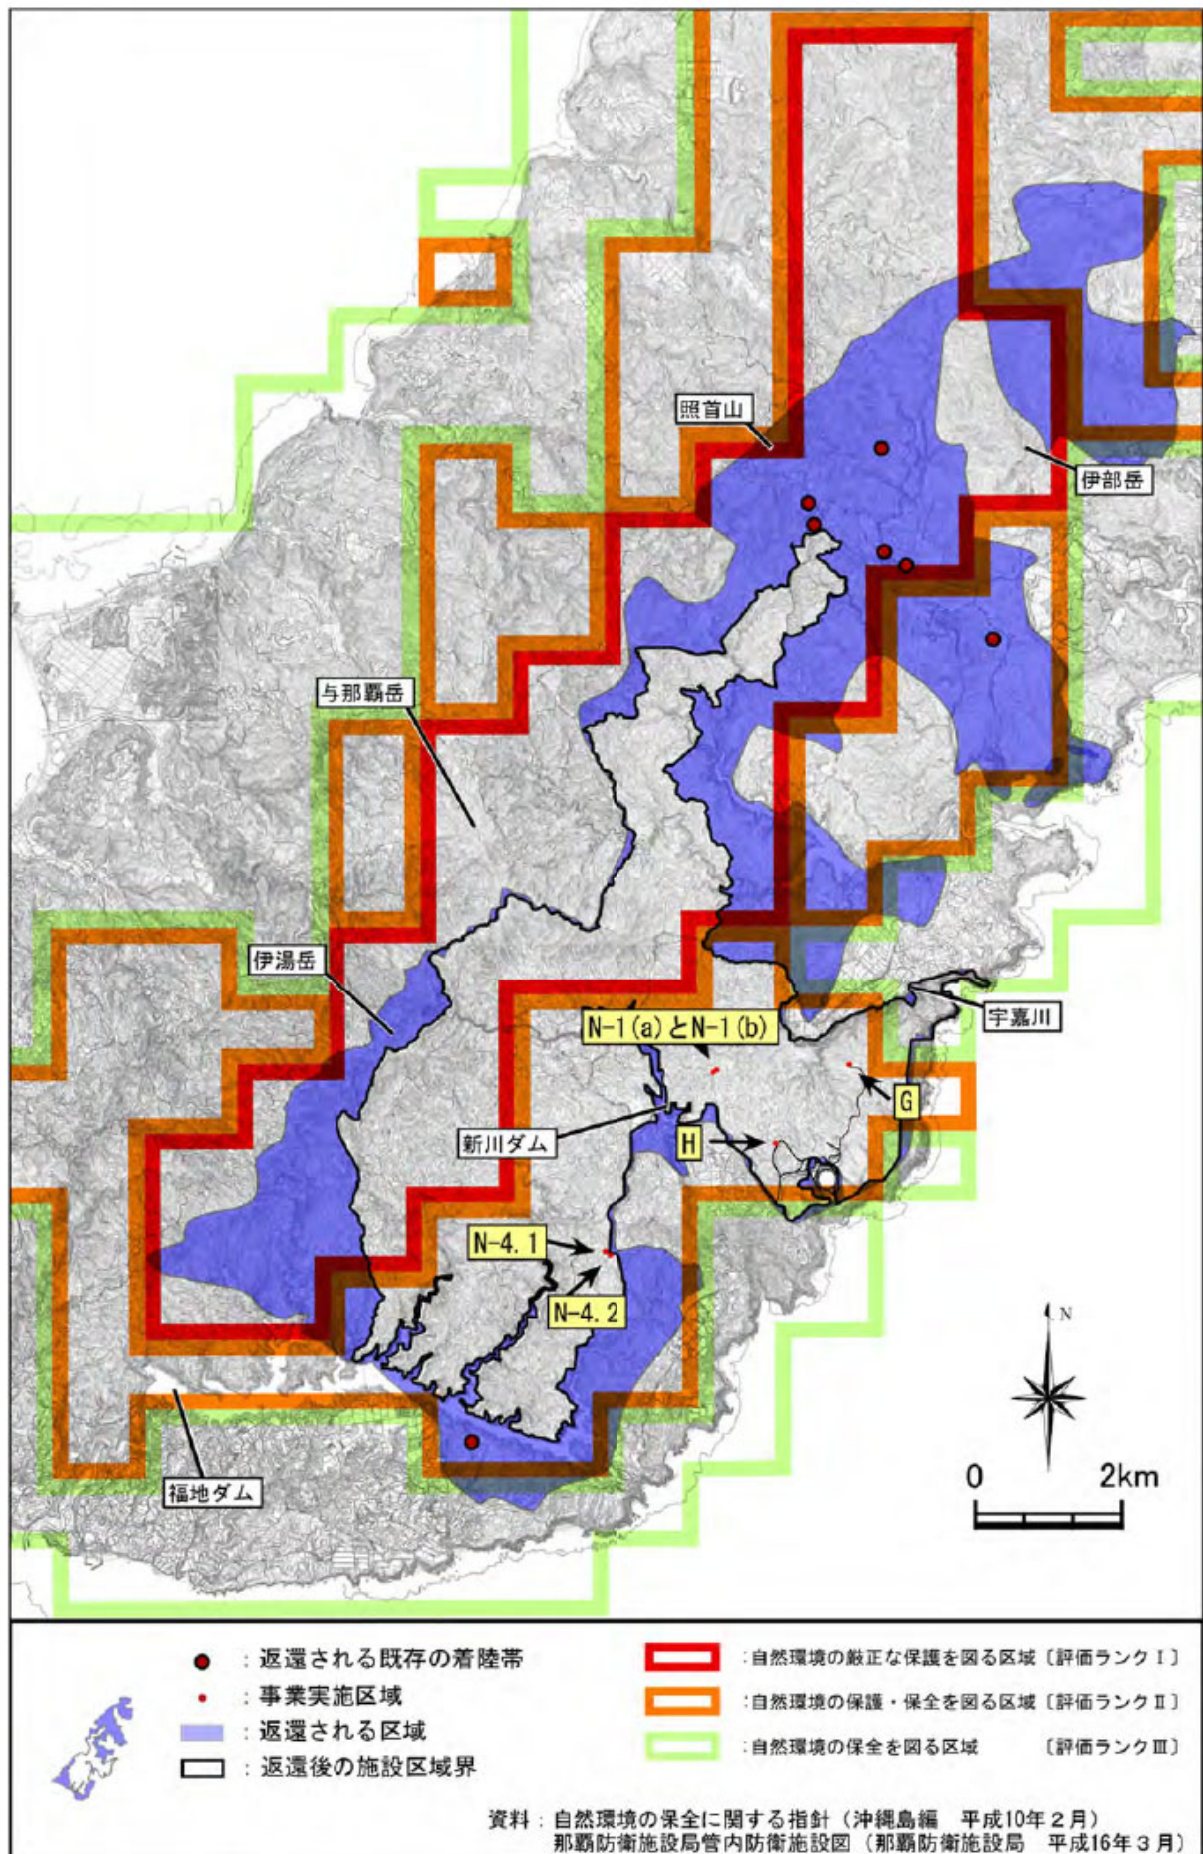 照首山
伊部岳
与那覇岳
伊湯岳
N-1(a)とN-1(b)
宇嘉川
G
新川ダム
H
N-4.1
N-4.2
N
福地ダム
0 2km
：返還される既存の着陸帯
：事業実施区域
：返還される区域
：返還後の施設区域界
：自然環境の厳正な保護を図る区域〔評価ランクⅠ〕
：自然環境の保護・保全を図る区域〔評価ランクⅡ〕
：自然環境の保全を図る区域 〔評価ランクⅢ〕
資料：自然環境の保全に関する指針（沖縄島編 平成10年２月）
那覇防衛施設局管内防衛施設図（那覇防衛施設局 平成16年３月）